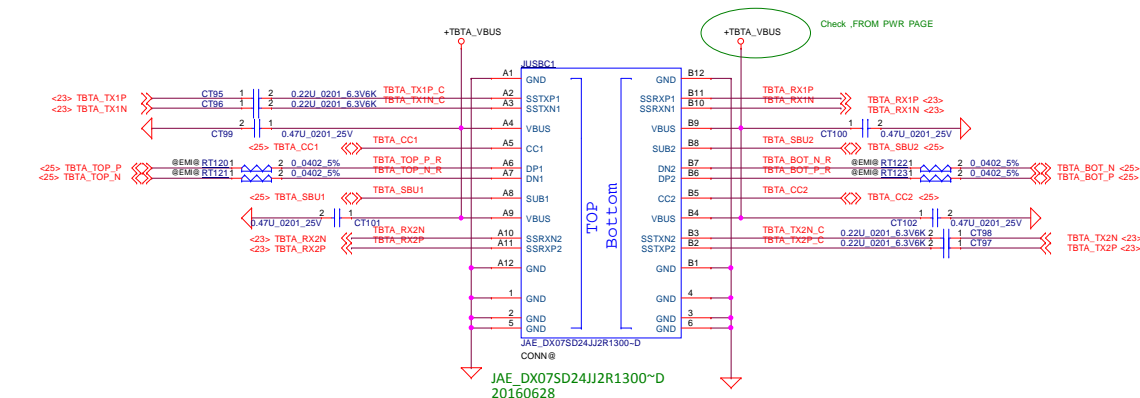 Check ,FROM PWR PAGE
+TBTA_VBUS +TBTA_VBUS
JUSBC1
A1 GND GND B12
<23> TBTA_TX1P CT95 1 2 0.22U_0201_6.3V6K TBTA_TX1P_C A2 SSTXP1 SSRXP1 B11 TBTA_RX1P TBTA_RX1P <23>
<23> TBTA_TX1N CT96 1 2 0.22U_0201_6.3V6K TBTA_TX1N_C A3 SSTXN1 SSRXN1 B10 TBTA_RX1N TBTA_RX1N <23>
2 1 A4 VBUS VBUS B9 1 2
CT99 0.47U_0201_25V CT100 0.47U_0201_25V
<25> TBTA_CC1 TBTA_CC1 A5 CC1 SUB2 B8 TBTA_SBU2 TBTA_SBU2 <25>
<25> TBTA_TOP_P @EMI@ RT1201 2 0_0402_5% TBTA_TOP_P_R A6 DP1 DN2 B7 TBTA_BOT_N_R @EMI@ RT1221 2 0_0402_5% TBTA_BOT_N <25>
<25> TBTA_TOP_N @EMI@ RT1211 2 0_0402_5% TBTA_TOP_N_R A7 DN1 DP2 B6 TBTA_BOT_P_R @EMI@ RT1231 2 0_0402_5% TBTA_BOT_P <25>
<25> TBTA_SBU1 TBTA_SBU1 A8 SUB1 CC2 B5 TBTA_CC2 TBTA_CC2 <25>
2 1 A9 VBUS VBUS B4 1 2
0.47U_0201_25V CT101 CT102 0.47U_0201_25V
<23> TBTA_RX2N TBTA_RX2N A10 SSRXN2 SSTXN2 B3 TBTA_TX2N_C 0.22U_0201_6.3V6K 2 1 CT98 TBTA_TX2N <23>
<23> TBTA_RX2P TBTA_RX2P A11 SSRXP2 SSTXP2 B2 TBTA_TX2P_C 0.22U_0201_6.3V6K 2 1 CT97 TBTA_TX2P <23>
A12 GND GND B1
1 GND GND 4
2 GND GND 3
5 GND GND 6
TOP
Bottom
JAE_DX07SD24JJ2R1300~D
CONN@
JAE_DX07SD24JJ2R1300~D
20160628